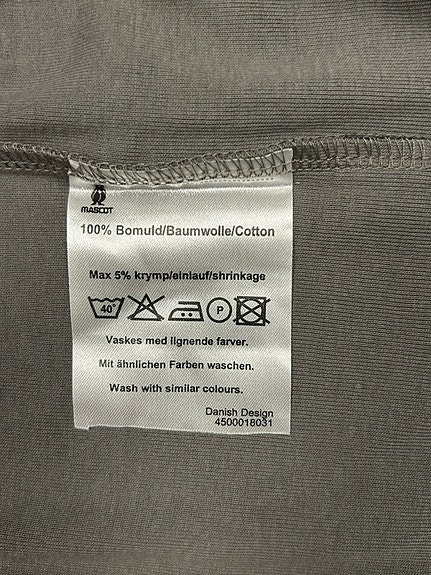 MASCOT
100% Bomuld/Baumwolle/Cotton
Max 5% krymp/einlauf/shrinkage
40° P
Vaskes med lignende farver.
Mit ähnlichen Farben waschen.
Wash with similar colours.
Danish Design
4500018031